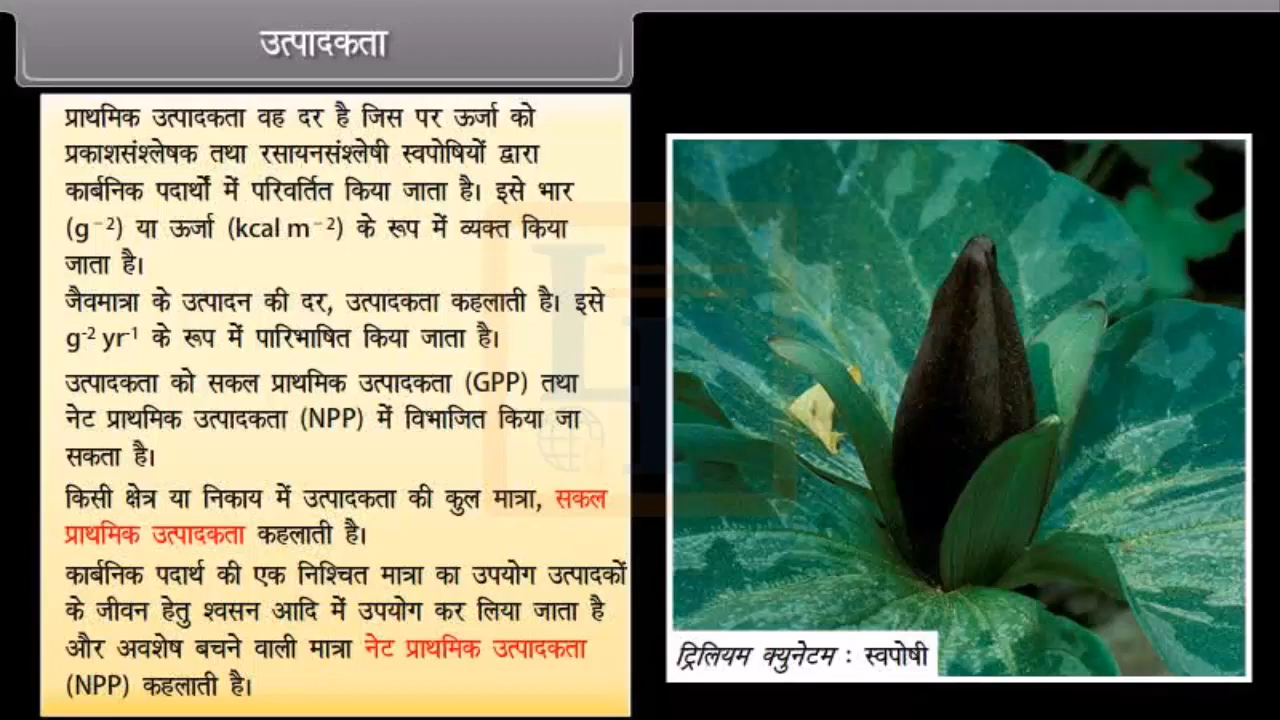 उत्पादकता
प्राथमिक उत्पादकता वह दर है जिस पर ऊर्जा को
प्रकाशसंश्लेषक तथा रसायनसंश्लेषी स्वपोषियों द्वारा
कार्बनिक पदार्थों में परिवर्तित किया जाता है। इसे भार
(g⁻²) या ऊर्जा (kcal m⁻²) के रूप में व्यक्त किया
जाता है।
जैवमात्रा के उत्पादन की दर, उत्पादकता कहलाती है। इसे
g⁻² yr⁻¹ के रूप में पारिभाषित किया जाता है।
उत्पादकता को सकल प्राथमिक उत्पादकता (GPP) तथा
नेट प्राथमिक उत्पादकता (NPP) में विभाजित किया जा
सकता है।
किसी क्षेत्र या निकाय में उत्पादकता की कुल मात्रा, सकल
प्राथमिक उत्पादकता कहलाती है।
कार्बनिक पदार्थ की एक निश्चित मात्रा का उपयोग उत्पादकों
के जीवन हेतु श्वसन आदि में उपयोग कर लिया जाता है
और अवशेष बचने वाली मात्रा नेट प्राथमिक उत्पादकता
(NPP) कहलाती है।
ट्रिलियम क्युनेटम : स्वपोषी